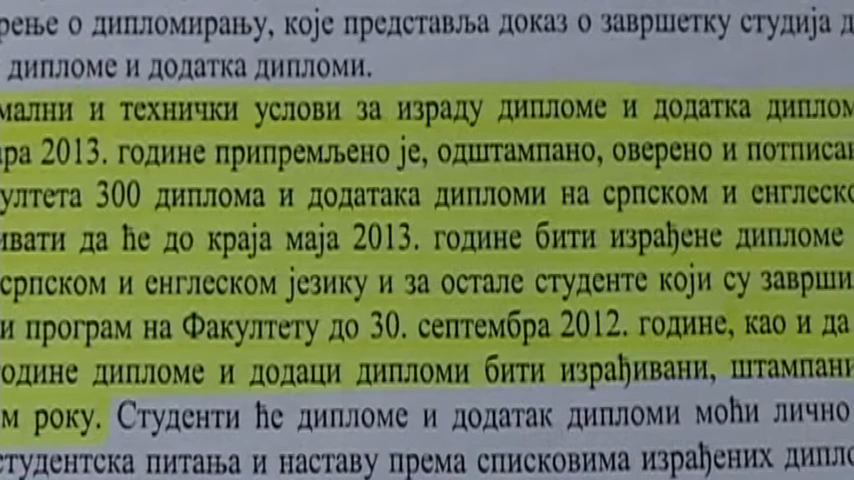 рење о дипломирању, које представља доказ о завршетку студија д
дипломе и додатка дипломи.
мални и технички услови за израду дипломе и додатка диплом
ра 2013. године припремљено је, одштампано, оверено и потписан
ултета 300 диплома и додатака дипломи на српском и енглеско
ивати да ће до краја маја 2013. године бити израђене дипломе
српском и енглеском језику и за остале студенте који су заврши
и програм на Факултету до 30. септембра 2012. године, као и да
одине дипломе и додаци дипломи бити израђивани, штампани
м року. Студенти ће дипломе и додатак дипломи моћи лично
студентска питања и наставу према списковима израђених дипло